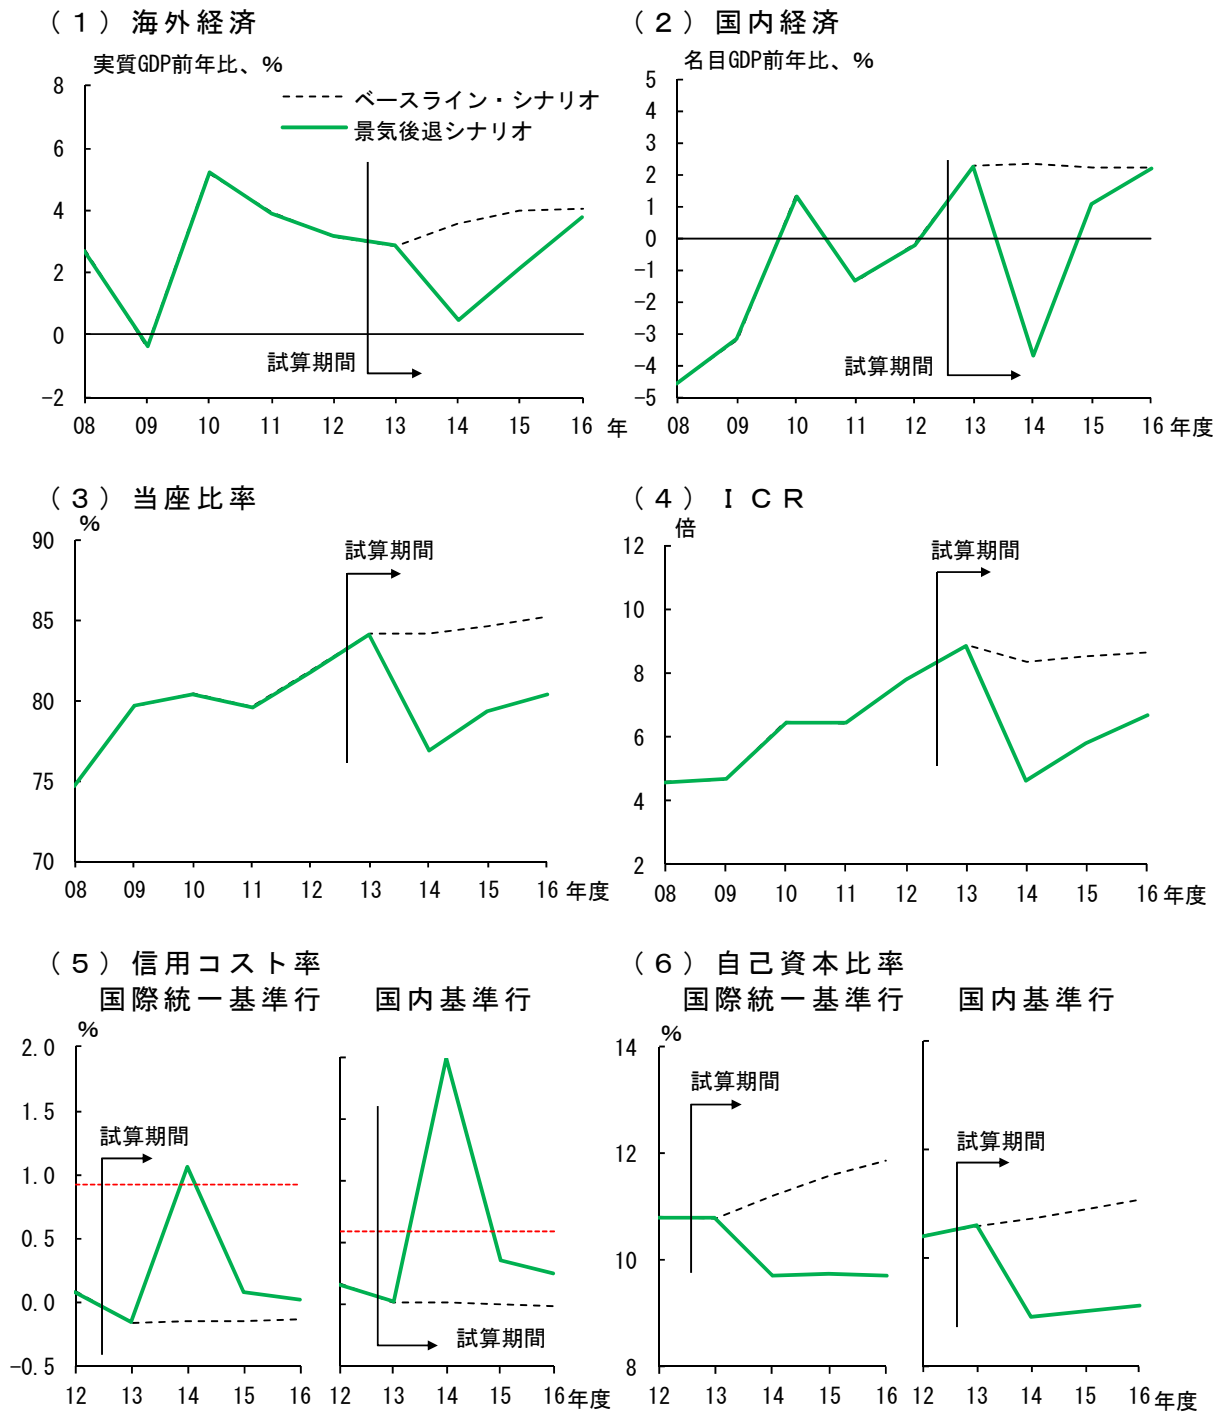 （１）海外経済
実質GDP前年比、%
8
6
4
2
0
-2
ベースライン・シナリオ
景気後退シナリオ
試算期間
08 09 10 11 12 13 14 15 16 年
（２）国内経済
名目GDP前年比、%
5
4
3
2
1
0
-1
-2
-3
-4
-5
試算期間
08 09 10 11 12 13 14 15 16 年度
（３）当座比率
%
90
85
80
75
70
試算期間
08 09 10 11 12 13 14 15 16 年度
（４）ＩＣＲ
倍
12
10
8
6
4
2
試算期間
08 09 10 11 12 13 14 15 16 年度
（５）信用コスト率
国際統一基準行 国内基準行
%
2.0
1.5
1.0
0.5
0.0
-0.5
試算期間
試算期間
12 13 14 15 16 12 13 14 15 16 年度
（６）自己資本比率
国際統一基準行 国内基準行
%
14
12
10
8
試算期間
試算期間
12 13 14 15 16 12 13 14 15 16 年度